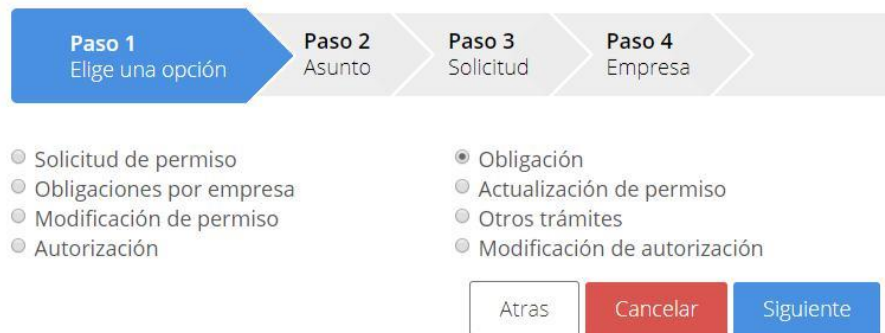 Paso 1
Elige una opción
Paso 2
Asunto
Paso 3
Solicitud
Paso 4
Empresa
Solicitud de permiso
Obligaciones por empresa
Modificación de permiso
Autorización
Obligación
Actualización de permiso
Otros trámites
Modificación de autorización
Atras
Cancelar
Siguiente